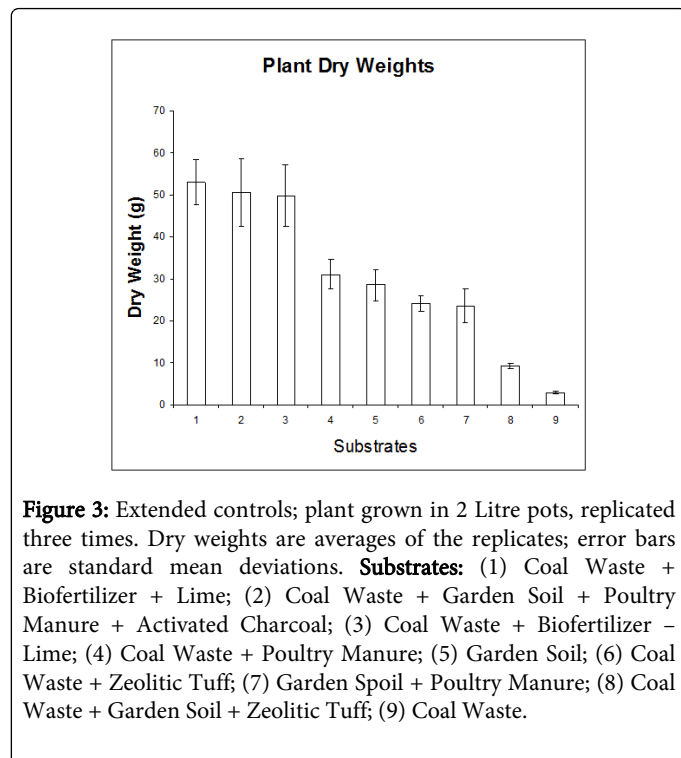 Plant Dry Weights
70
60
50
40
30
20
10
0
Dry Weight (g)
1 2 3 4 5 6 7 8 9
Substrates
Figure 3: Extended controls; plant grown in 2 Litre pots, replicated
three times. Dry weights are averages of the replicates; error bars
are standard mean deviations. Substrates: (1) Coal Waste +
Biofertilizer + Lime; (2) Coal Waste + Garden Soil + Poultry
Manure + Activated Charcoal; (3) Coal Waste + Biofertilizer –
Lime; (4) Coal Waste + Poultry Manure; (5) Garden Soil; (6) Coal
Waste + Zeolitic Tuff; (7) Garden Spoil + Poultry Manure; (8) Coal
Waste + Garden Soil + Zeolitic Tuff; (9) Coal Waste.